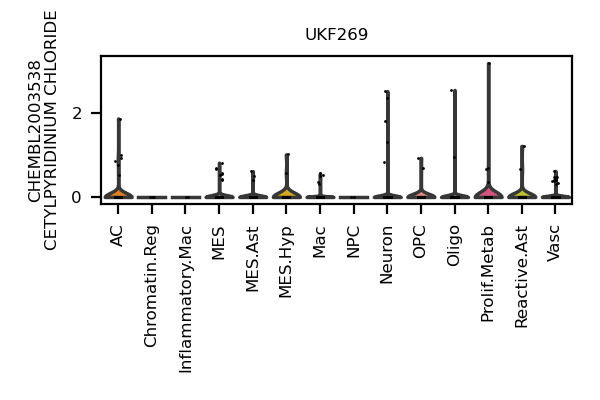 UKF269
CHEMBL2003538
CETYLPYRIDINIUM CHLORIDE
2
0
AC
Chromatin.Reg
Inflammatory.Mac
MES
MES.Ast
MES.Hyp
Mac
NPC
Neuron
OPC
Oligo
Prolif.Metab
Reactive.Ast
Vasc